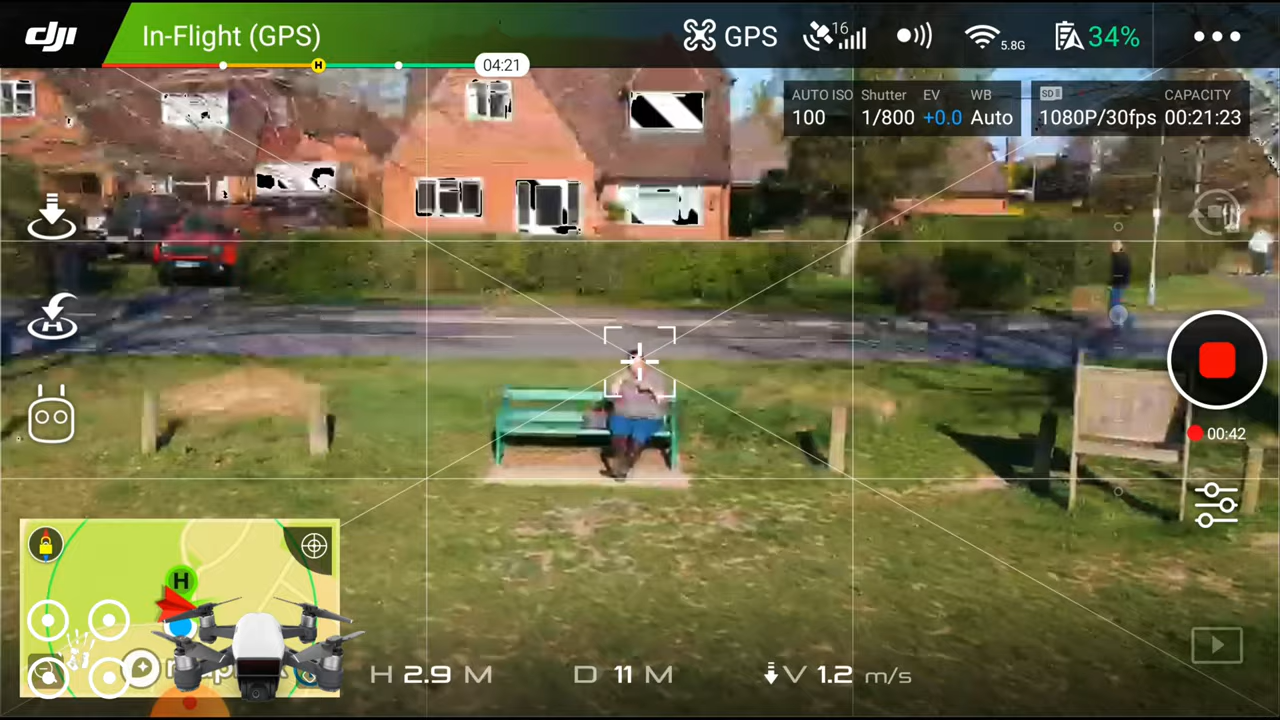 dji
In-Flight (GPS)
GPS
16
5.8G
34%
H
04:21
AUTO ISO Shutter EV WB
100 1/800 +0.0 Auto
SD CAPACITY
1080P/30fps 00:21:23
00:42
H
H
H 2.9 M D 11 M V 1.2 m/s